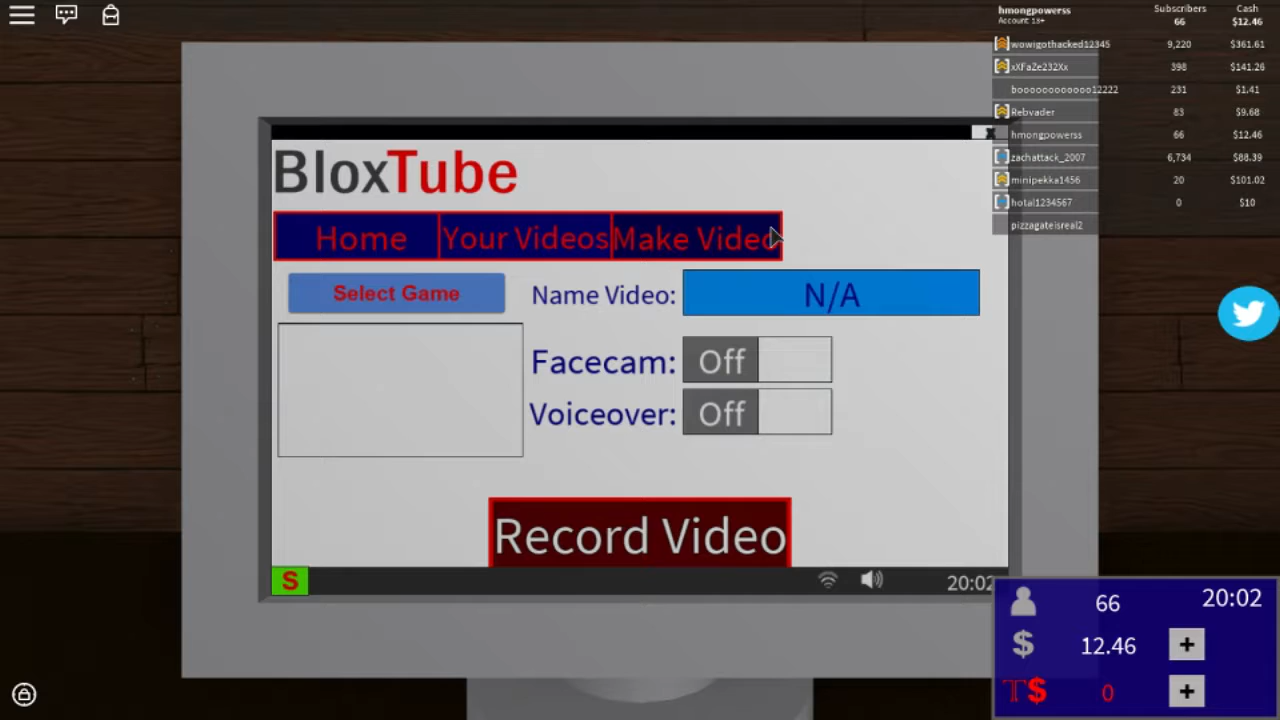 hmongpowerss Subscribers Cash
Account 13+ 66 $12.46
wowigothacked12345 9,220 $361.61
xXFaZe232Xx 398 $141.26
booooooooooooo12222 231 $1.41
Rebvader 83 $9.68
hmongpowerss 66 $12.46
zachattack_2007 6,734 $88.39
minipekka1456 20 $101.02
hotal1234567 0 $10
pizzagateisreal2
X
BloxTube
Home Your Videos Make Video
Select Game Name Video: N/A
Facecam: Off
Voiceover: Off
Record Video
S 20:02
66 20:02
$ 12.46 +
T$ 0 +